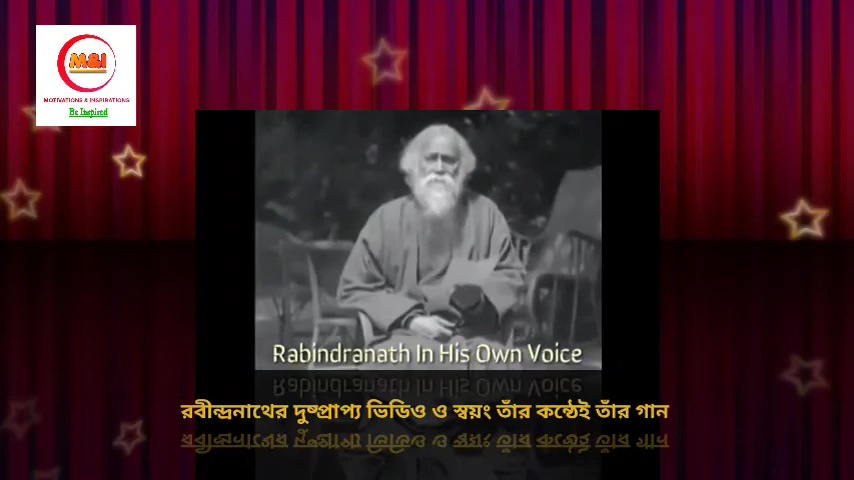 M&I
MOTIVATIONS & INSPIRATIONS
Be Inspired
Rabindranath In His Own Voice
রবীন্দ্রনাথের দুষ্প্রাপ্য ভিডিও ও স্বয়ং তাঁর কন্ঠেই তাঁর গান